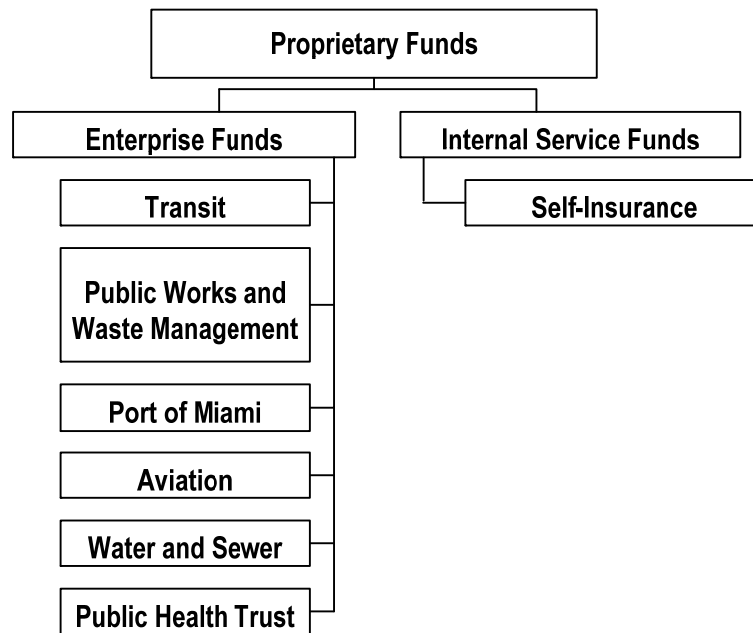 Proprietary Funds
Enterprise Funds
Internal Service Funds
Transit
Self-Insurance
Public Works and
Waste Management
Port of Miami
Aviation
Water and Sewer
Public Health Trust